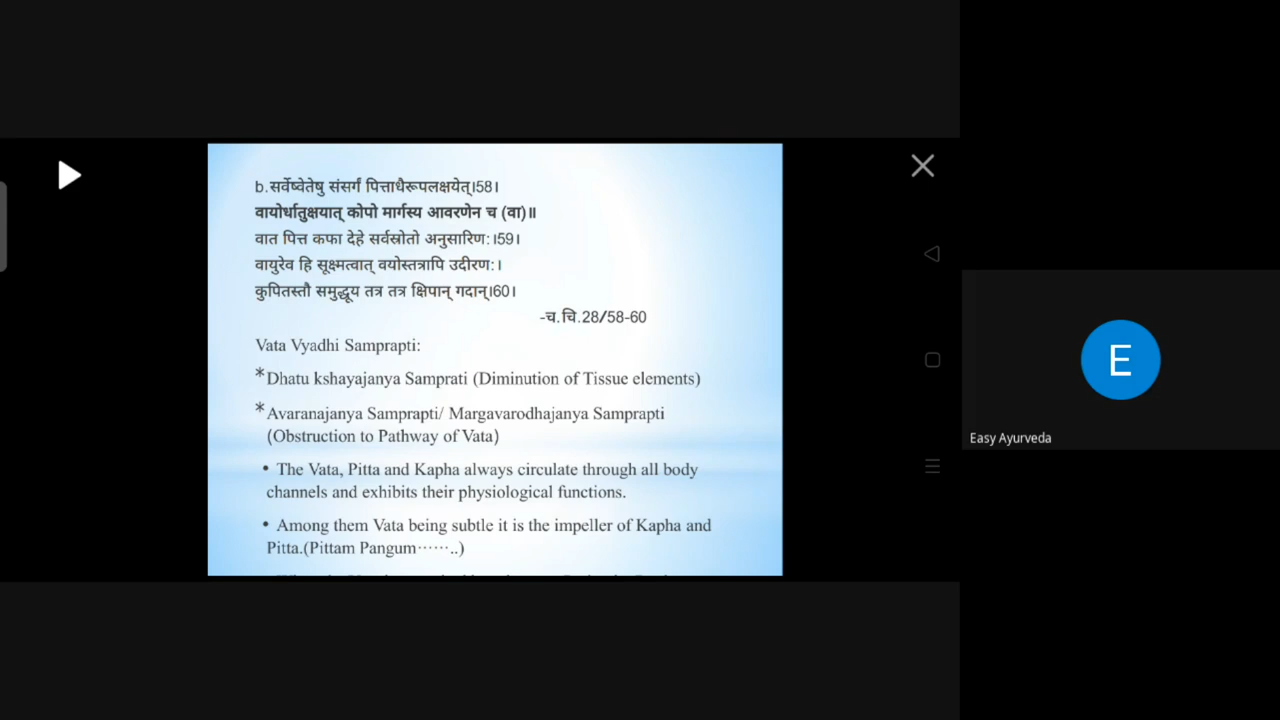 b.सर्वेष्वेतेषु संसर्गं पित्ताधैरूपलक्षयेत्।58।
वायोर्धातुक्षयात् कोपो मार्गस्य आवरणेन च (वा)॥
वात पित्त कफा देहे सर्वस्रोतो अनुसारिण:।59।
वायुरेव हि सूक्ष्मत्वात् वयोस्तत्रापि उदीरण:।
कुपितस्तौ समुद्धूय तत्र तत्र क्षिपान् गदान्।60।
-च.चि.28/58-60
Vata Vyadhi Samprapti:
*Dhatu kshayajanya Samprati (Diminution of Tissue elements)
*Avaranajanya Samprapti/ Margavarodhajanya Samprapti
(Obstruction to Pathway of Vata)
• The Vata, Pitta and Kapha always circulate through all body
channels and exhibits their physiological functions.
• Among them Vata being subtle it is the impeller of Kapha and
Pitta.(Pittam Pangum……..)
E
Easy Ayurveda